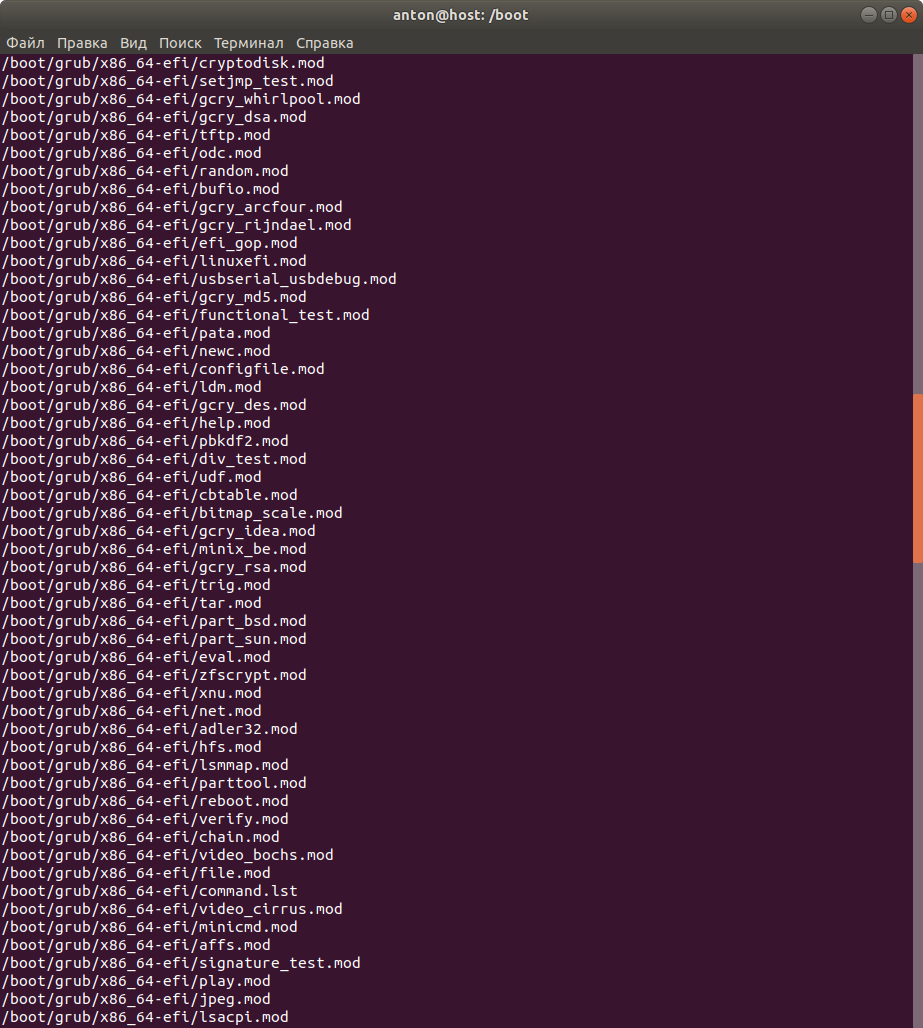 anton@host: /boot
Файл Правка Вид Поиск Терминал Справка
/boot/grub/x86_64-efi/cryptodisk.mod
/boot/grub/x86_64-efi/setjmp_test.mod
/boot/grub/x86_64-efi/gcry_whirlpool.mod
/boot/grub/x86_64-efi/gcry_dsa.mod
/boot/grub/x86_64-efi/tftp.mod
/boot/grub/x86_64-efi/odc.mod
/boot/grub/x86_64-efi/random.mod
/boot/grub/x86_64-efi/bufio.mod
/boot/grub/x86_64-efi/gcry_arcfour.mod
/boot/grub/x86_64-efi/gcry_rijndael.mod
/boot/grub/x86_64-efi/efi_gop.mod
/boot/grub/x86_64-efi/linuxefi.mod
/boot/grub/x86_64-efi/usbserial_usbdebug.mod
/boot/grub/x86_64-efi/gcry_md5.mod
/boot/grub/x86_64-efi/functional_test.mod
/boot/grub/x86_64-efi/pata.mod
/boot/grub/x86_64-efi/newc.mod
/boot/grub/x86_64-efi/configfile.mod
/boot/grub/x86_64-efi/ldm.mod
/boot/grub/x86_64-efi/gcry_des.mod
/boot/grub/x86_64-efi/help.mod
/boot/grub/x86_64-efi/pbkdf2.mod
/boot/grub/x86_64-efi/div_test.mod
/boot/grub/x86_64-efi/udf.mod
/boot/grub/x86_64-efi/cbtable.mod
/boot/grub/x86_64-efi/bitmap_scale.mod
/boot/grub/x86_64-efi/gcry_idea.mod
/boot/grub/x86_64-efi/minix_be.mod
/boot/grub/x86_64-efi/gcry_rsa.mod
/boot/grub/x86_64-efi/trig.mod
/boot/grub/x86_64-efi/tar.mod
/boot/grub/x86_64-efi/part_bsd.mod
/boot/grub/x86_64-efi/part_sun.mod
/boot/grub/x86_64-efi/eval.mod
/boot/grub/x86_64-efi/zfscrypt.mod
/boot/grub/x86_64-efi/xnu.mod
/boot/grub/x86_64-efi/net.mod
/boot/grub/x86_64-efi/adler32.mod
/boot/grub/x86_64-efi/hfs.mod
/boot/grub/x86_64-efi/lsmmap.mod
/boot/grub/x86_64-efi/parttool.mod
/boot/grub/x86_64-efi/reboot.mod
/boot/grub/x86_64-efi/verify.mod
/boot/grub/x86_64-efi/chain.mod
/boot/grub/x86_64-efi/video_bochs.mod
/boot/grub/x86_64-efi/file.mod
/boot/grub/x86_64-efi/command.lst
/boot/grub/x86_64-efi/video_cirrus.mod
/boot/grub/x86_64-efi/minicmd.mod
/boot/grub/x86_64-efi/affs.mod
/boot/grub/x86_64-efi/signature_test.mod
/boot/grub/x86_64-efi/play.mod
/boot/grub/x86_64-efi/jpeg.mod
/boot/grub/x86_64-efi/lsacpi.mod